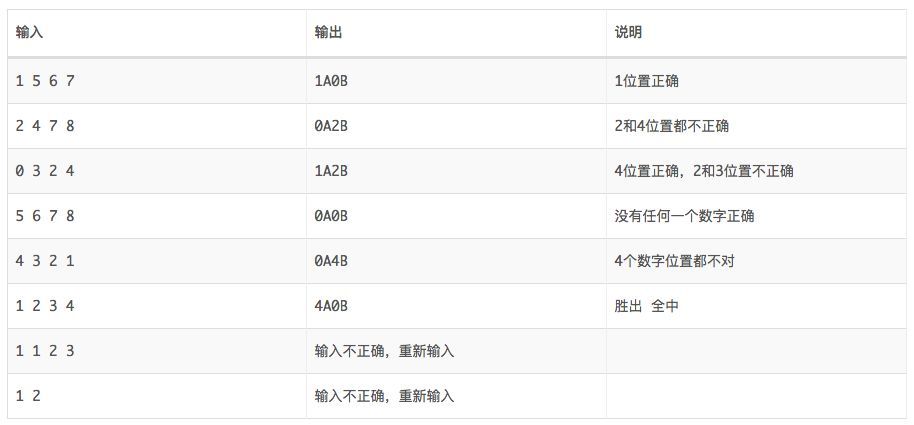 输入 输出 说明
1 5 6 7 1A0B 1位置正确
2 4 7 8 0A2B 2和4位置都不正确
0 3 2 4 1A2B 4位置正确，2和3位置不正确
5 6 7 8 0A0B 没有任何一个数字正确
4 3 2 1 0A4B 4个数字位置都不对
1 2 3 4 4A0B 胜出 全中
1 1 2 3 输入不正确，重新输入
1 2 输入不正确，重新输入